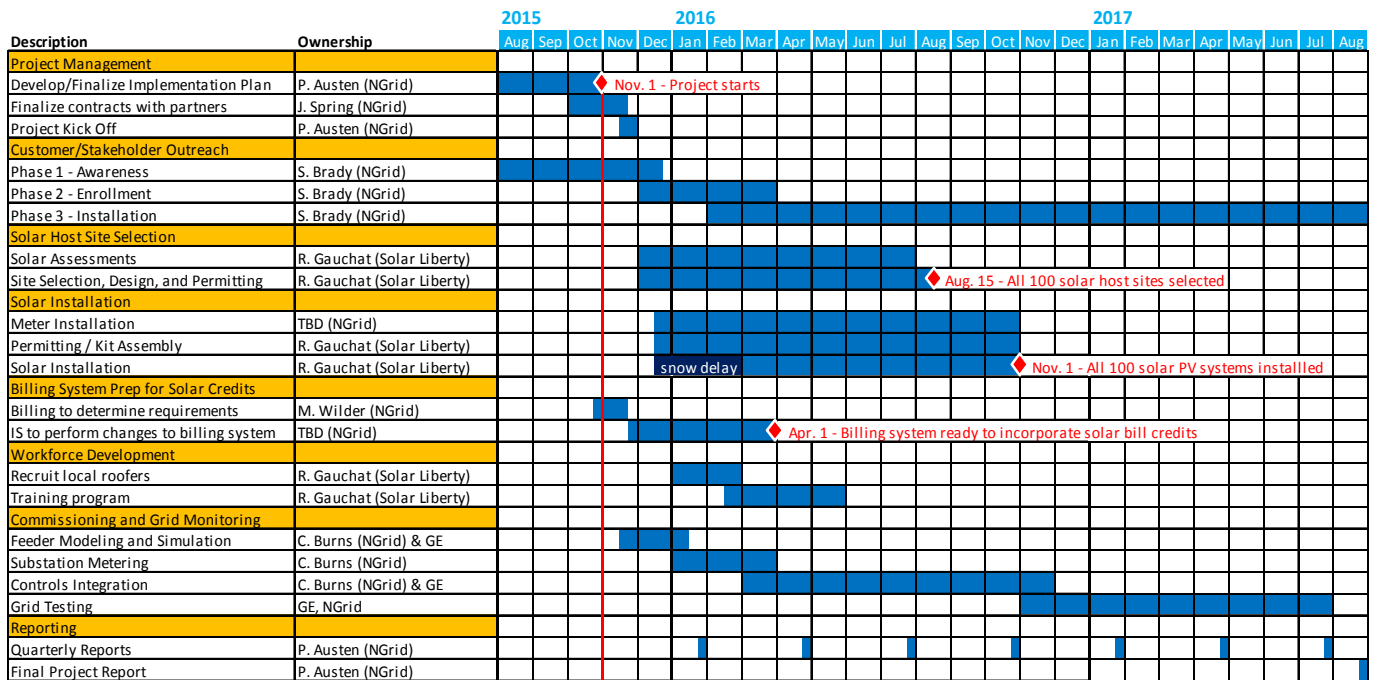 2015 2016 2017
Description Ownership Aug Sep Oct Nov Dec Jan Feb Mar Apr May Jun Jul Aug Sep Oct Nov Dec Jan Feb Mar Apr May Jun Jul Aug
Project Management
Develop/Finalize Implementation Plan P. Austen (NGrid) Nov. 1 - Project starts
Finalize contracts with partners J. Spring (NGrid)
Project Kick Off P. Austen (NGrid)
Customer/Stakeholder Outreach
Phase 1 - Awareness S. Brady (NGrid)
Phase 2 - Enrollment S. Brady (NGrid)
Phase 3 - Installation S. Brady (NGrid)
Solar Host Site Selection
Solar Assessments R. Gauchat (Solar Liberty)
Site Selection, Design, and Permitting R. Gauchat (Solar Liberty) Aug. 15 - All 100 solar host sites selected
Solar Installation
Meter Installation TBD (NGrid)
Permitting / Kit Assembly R. Gauchat (Solar Liberty)
Solar Installation R. Gauchat (Solar Liberty) snow delay Nov. 1 - All 100 solar PV systems installled
Billing System Prep for Solar Credits
Billing to determine requirements M. Wilder (NGrid)
IS to perform changes to billing system TBD (NGrid) Apr. 1 - Billing system ready to incorporate solar bill credits
Workforce Development
Recruit local roofers R. Gauchat (Solar Liberty)
Training program R. Gauchat (Solar Liberty)
Commissioning and Grid Monitoring
Feeder Modeling and Simulation C. Burns (NGrid) & GE
Substation Metering C. Burns (NGrid)
Controls Integration C. Burns (NGrid) & GE
Grid Testing GE, NGrid
Reporting
Quarterly Reports P. Austen (NGrid)
Final Project Report P. Austen (NGrid)